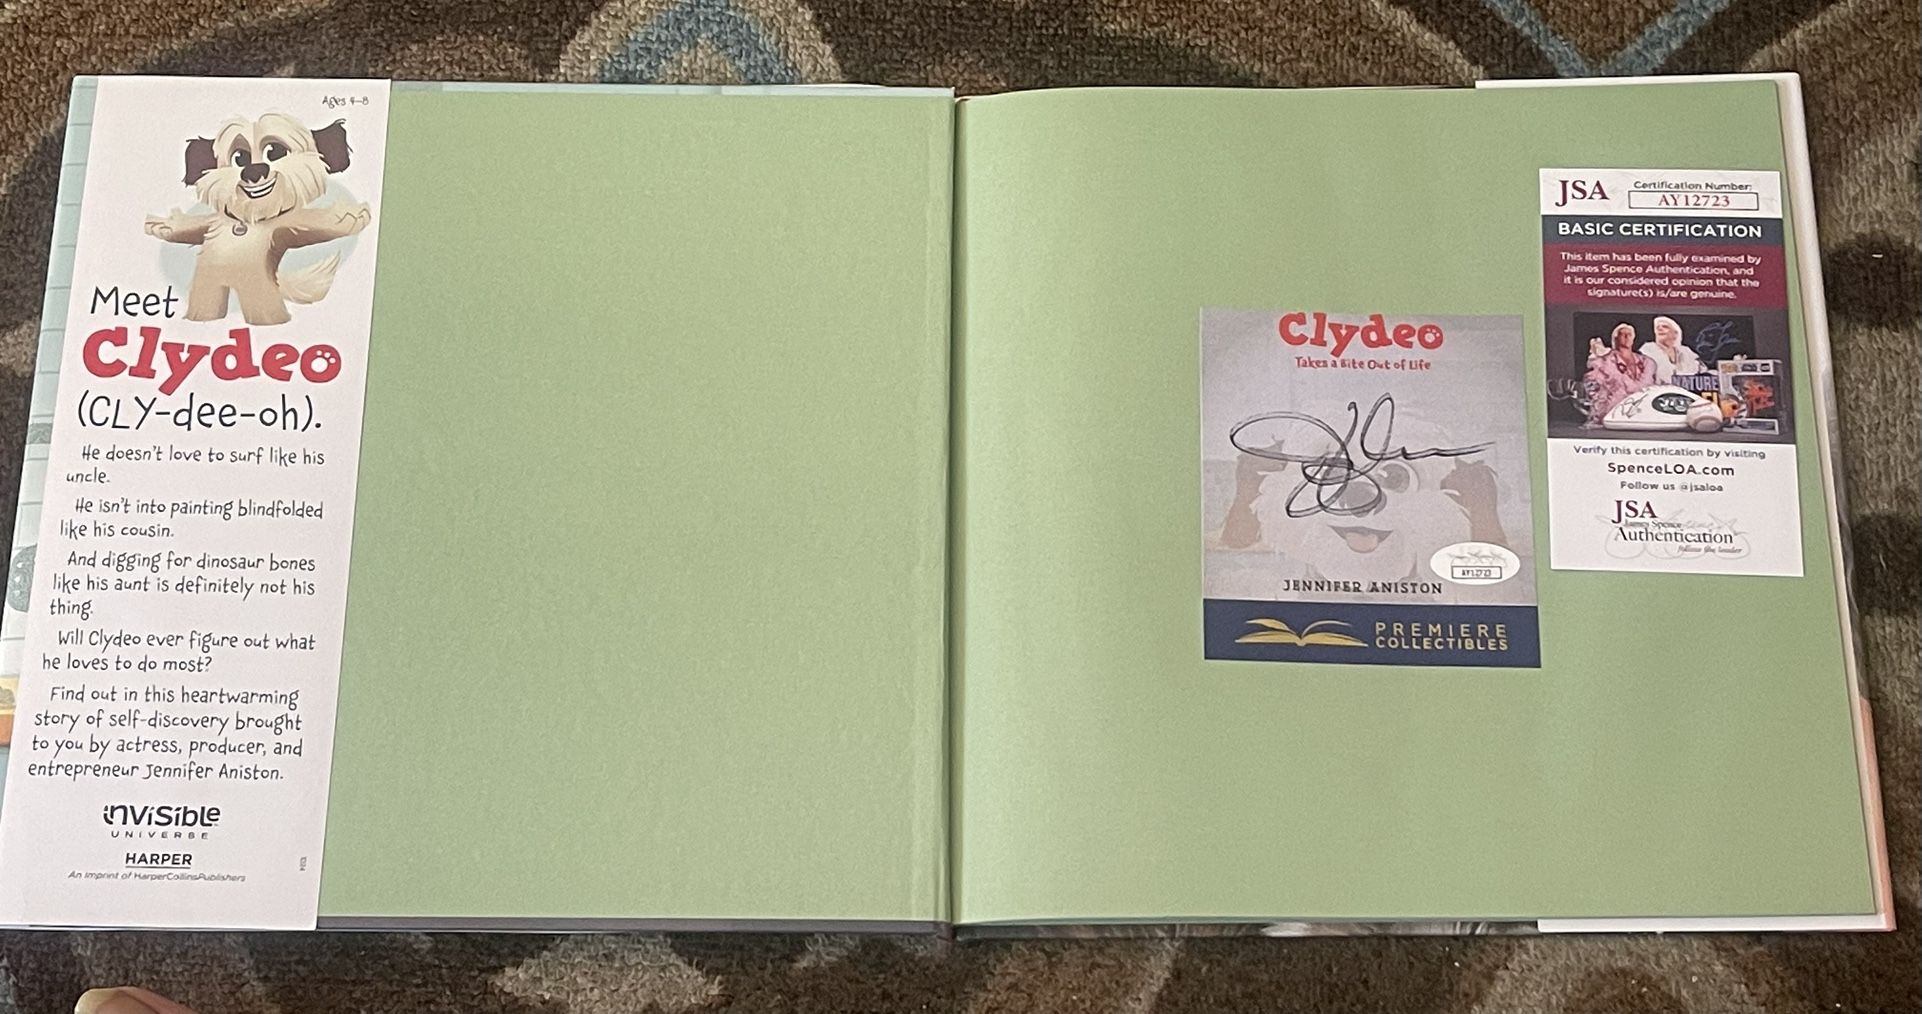 Ages 4–8
Meet
Clydeo
(CLY-dee-oh).
He doesn't love to surf like his
uncle.
He isn't into painting blindfolded
like his cousin.
And digging for dinosaur bones
like his aunt is definitely not his
thing.
Will Clydeo ever figure out what
he loves to do most?
Find out in this heartwarming
story of self-discovery brought
to you by actress, producer, and
entrepreneur Jennifer Aniston.
invisible
UNIVERSE
HARPER
An Imprint of HarperCollinsPublishers
Clydeo
Takes a Bite Out of Life
AY12723
JENNIFER ANISTON
PREMIERE
COLLECTIBLES
JSA
Certification Number:
AY12723
BASIC CERTIFICATION
This item has been fully examined by
James Spence Authentication, and
it is our considered opinion that the
signature(s) is/are genuine.
NATURE
JETS
Verify this certification by visiting
SpenceLOA.com
Follow us @jsaloa
JSA
James Spence
Authentication
follow the leader